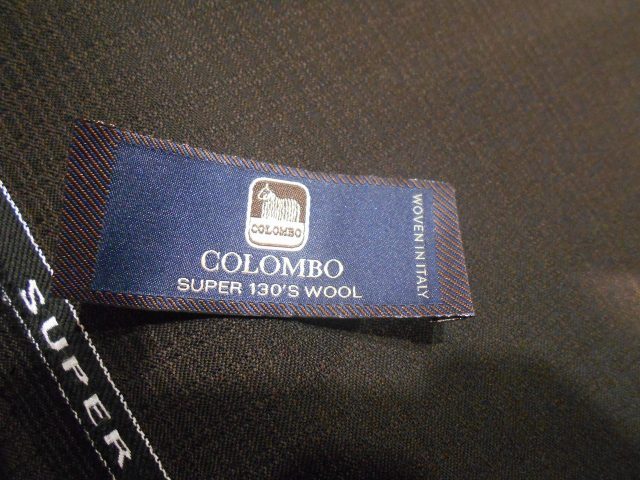 COLOMBO
COLOMBO
SUPER 130'S WOOL
WOVEN IN ITALY
SUPER